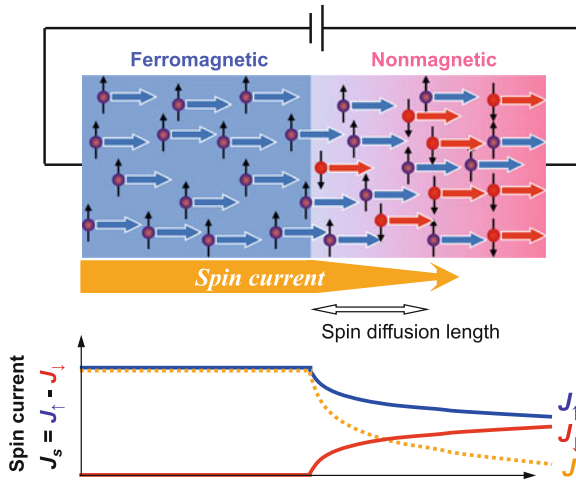 Ferromagnetic
Nonmagnetic
Spin current
Spin diffusion length
Spin current
Js = J↑ - J↓
J↑
J↓
J